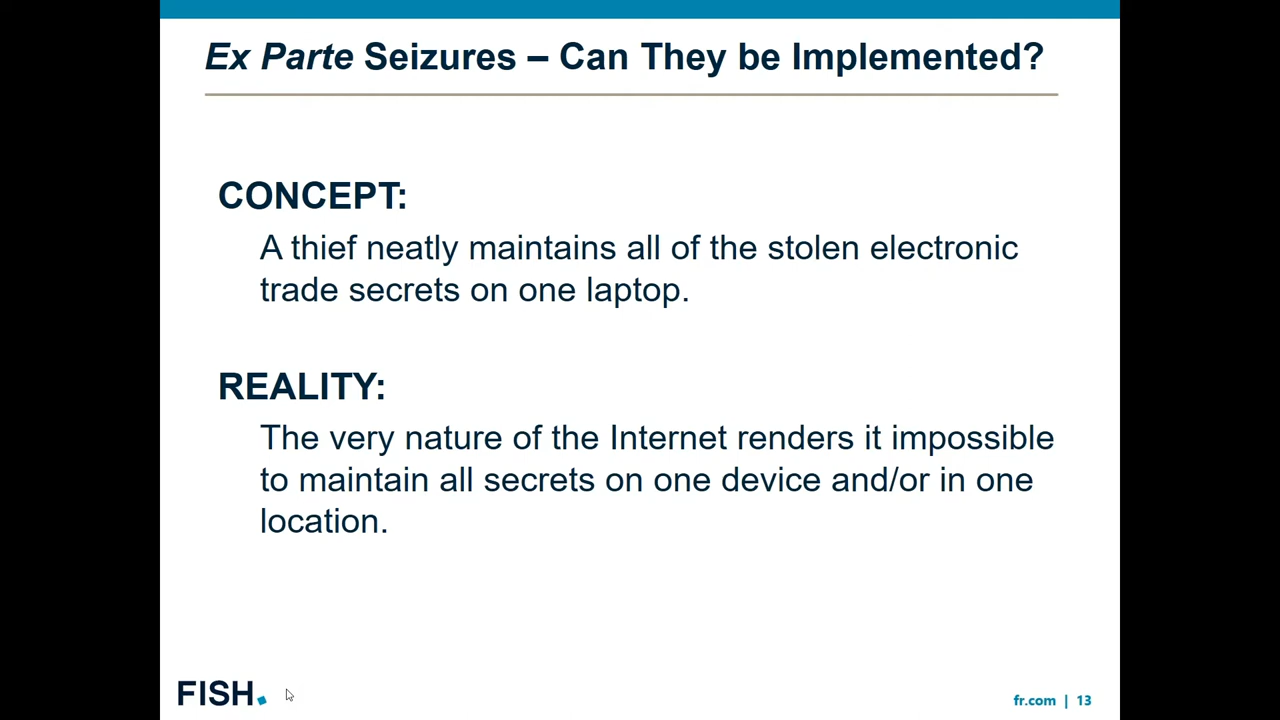 Ex Parte Seizures – Can They be Implemented?
CONCEPT:
A thief neatly maintains all of the stolen electronic
trade secrets on one laptop.
REALITY:
The very nature of the Internet renders it impossible
to maintain all secrets on one device and/or in one
location.
FISH.
fr.com | 13